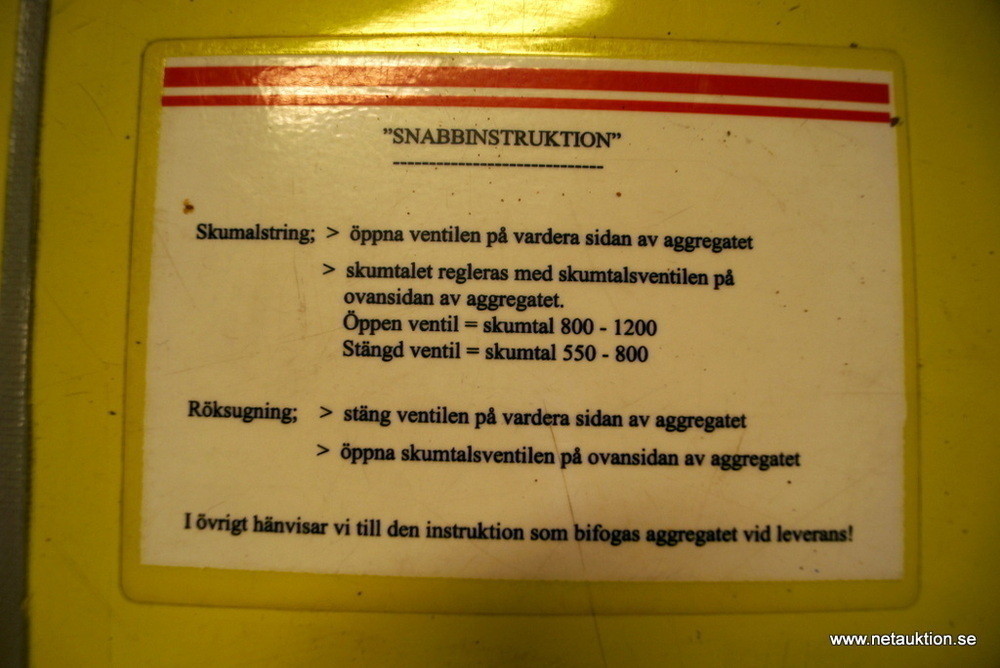 "SNABBINSTRUKTION"
------------------------------
Skumalstring; > öppna ventilen på vardera sidan av aggregatet
> skumtalet regleras med skumtalsventilen på
ovansidan av aggregatet.
Öppen ventil = skumtal 800 - 1200
Stängd ventil = skumtal 550 - 800
Röksugning; > stäng ventilen på vardera sidan av aggregatet
> öppna skumtalsventilen på ovansidan av aggregatet
I övrigt hänvisar vi till den instruktion som bifogas aggregatet vid leverans!
www.netauktion.se